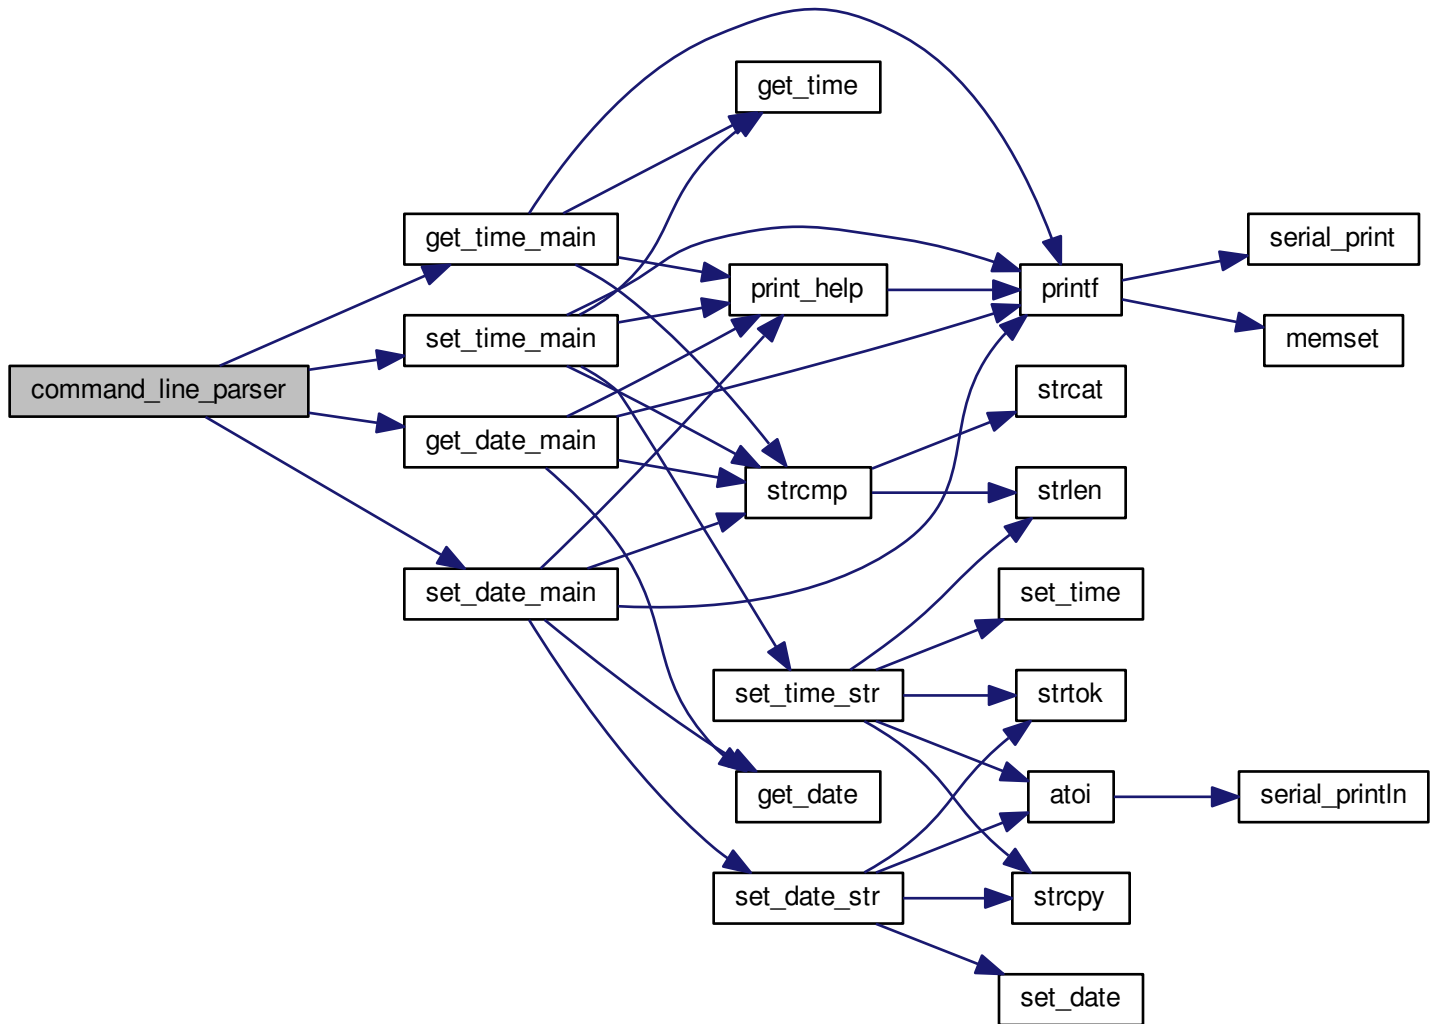 get_time
get_time_main
serial_print
print_help
printf
set_time_main
memset
command_line_parser
strcat
get_date_main
strcmp
strlen
set_date_main
set_time
set_time_str
strtok
get_date
atoi
serial_println
set_date_str
strcpy
set_date